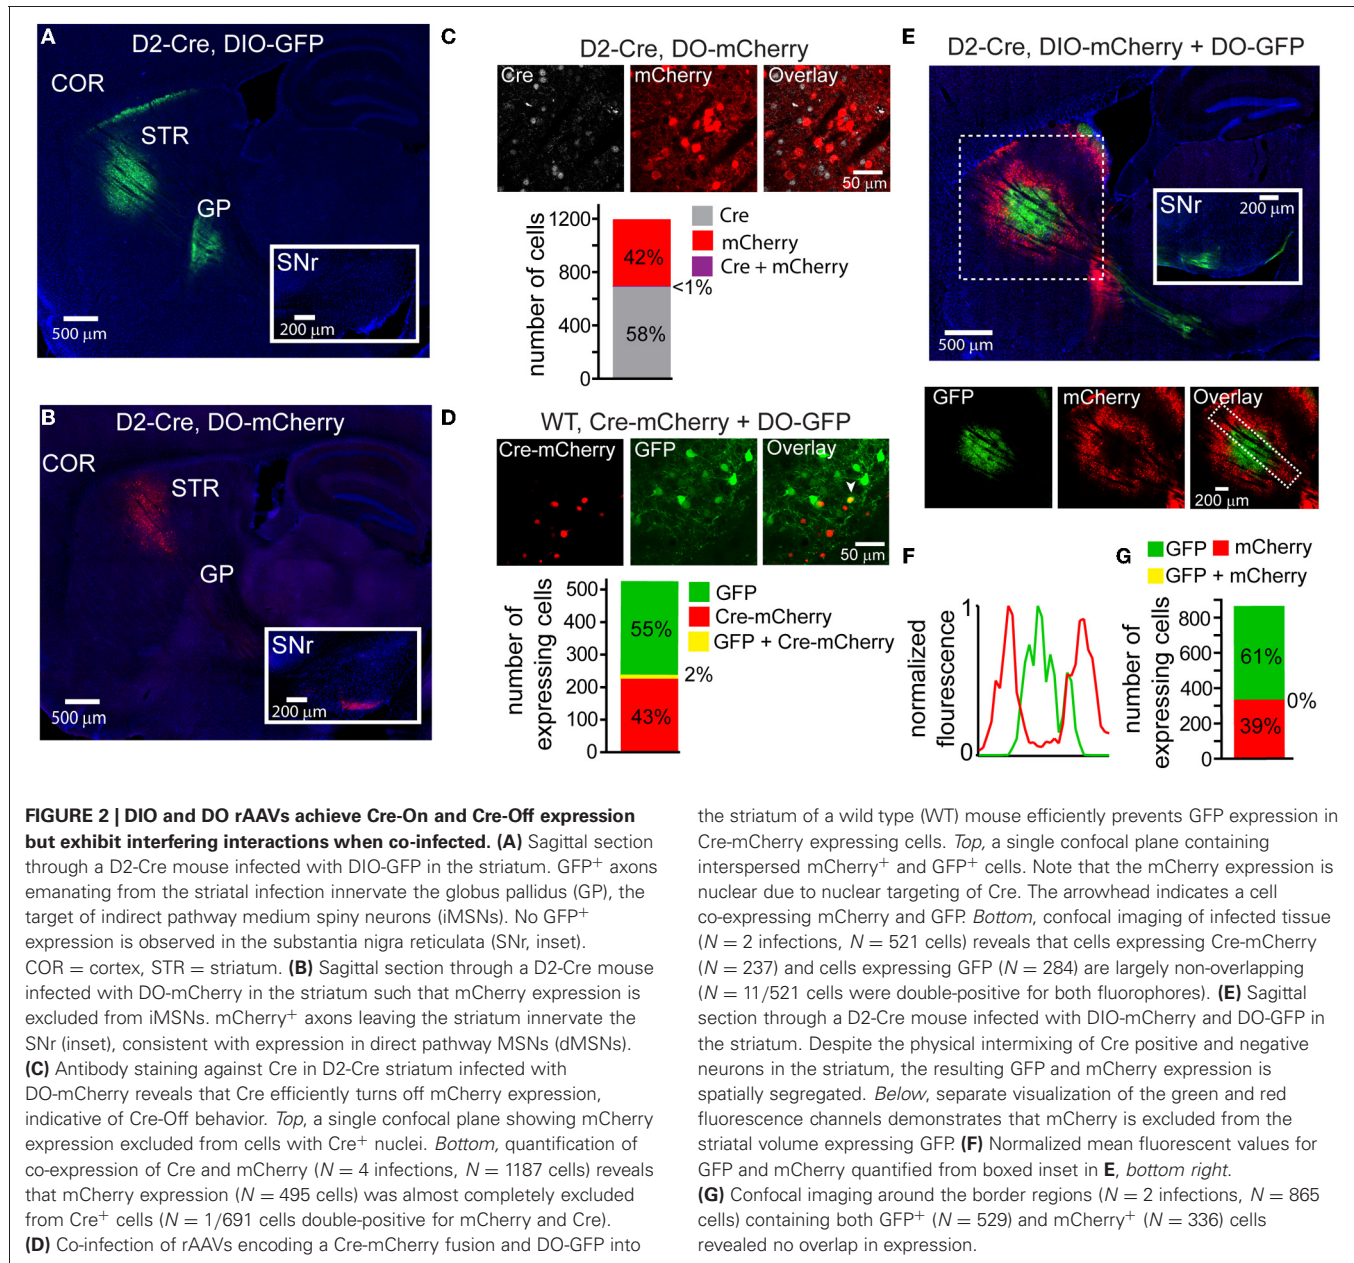 A
D2-Cre, DIO-GFP
COR
STR
GP
SNr
200 µm
500 µm
B
D2-Cre, DO-mCherry
COR
STR
GP
SNr
200 µm
500 µm
C
D2-Cre, DO-mCherry
Cre
mCherry
Overlay
50 µm
number of cells
1200
800
400
0
42%
<1%
58%
Cre
mCherry
Cre + mCherry
D
WT, Cre-mCherry + DO-GFP
Cre-mCherry
GFP
Overlay
50 µm
number of
expressing cells
500
400
300
200
100
0
55%
2%
43%
GFP
Cre-mCherry
GFP + Cre-mCherry
E
D2-Cre, DIO-mCherry + DO-GFP
SNr
200 µm
500 µm
GFP
mCherry
Overlay
200 µm
F
normalized
flourescence
1
0
G
GFP
mCherry
GFP + mCherry
number of
expressing cells
800
600
400
200
0
61%
0%
39%
FIGURE 2 | DIO and DO rAAVs achieve Cre-On and Cre-Off expression
but exhibit interfering interactions when co-infected. (A) Sagittal section
through a D2-Cre mouse infected with DIO-GFP in the striatum. GFP⁺ axons
emanating from the striatal infection innervate the globus pallidus (GP), the
target of indirect pathway medium spiny neurons (iMSNs). No GFP⁺
expression is observed in the substantia nigra reticulata (SNr, inset).
COR = cortex, STR = striatum. (B) Sagittal section through a D2-Cre mouse
infected with DO-mCherry in the striatum such that mCherry expression is
excluded from iMSNs. mCherry⁺ axons leaving the striatum innervate the
SNr (inset), consistent with expression in direct pathway MSNs (dMSNs).
(C) Antibody staining against Cre in D2-Cre striatum infected with
DO-mCherry reveals that Cre efficiently turns off mCherry expression,
indicative of Cre-Off behavior. Top, a single confocal plane showing mCherry
expression excluded from cells with Cre⁺ nuclei. Bottom, quantification of
co-expression of Cre and mCherry (N = 4 infections, N = 1187 cells) reveals
that mCherry expression (N = 495 cells) was almost completely excluded
from Cre⁺ cells (N = 1/691 cells double-positive for mCherry and Cre).
(D) Co-infection of rAAVs encoding a Cre-mCherry fusion and DO-GFP into
the striatum of a wild type (WT) mouse efficiently prevents GFP expression in
Cre-mCherry expressing cells. Top, a single confocal plane containing
interspersed mCherry⁺ and GFP⁺ cells. Note that the mCherry expression is
nuclear due to nuclear targeting of Cre. The arrowhead indicates a cell
co-expressing mCherry and GFP. Bottom, confocal imaging of infected tissue
(N = 2 infections, N = 521 cells) reveals that cells expressing Cre-mCherry
(N = 237) and cells expressing GFP (N = 284) are largely non-overlapping
(N = 11/521 cells were double-positive for both fluorophores). (E) Sagittal
section through a D2-Cre mouse infected with DIO-mCherry and DO-GFP in
the striatum. Despite the physical intermixing of Cre positive and negative
neurons in the striatum, the resulting GFP and mCherry expression is
spatially segregated. Below, separate visualization of the green and red
fluorescence channels demonstrates that mCherry is excluded from the
striatal volume expressing GFP. (F) Normalized mean fluorescent values for
GFP and mCherry quantified from boxed inset in E, bottom right.
(G) Confocal imaging around the border regions (N = 2 infections, N = 865
cells) containing both GFP⁺ (N = 529) and mCherry⁺ (N = 336) cells
revealed no overlap in expression.